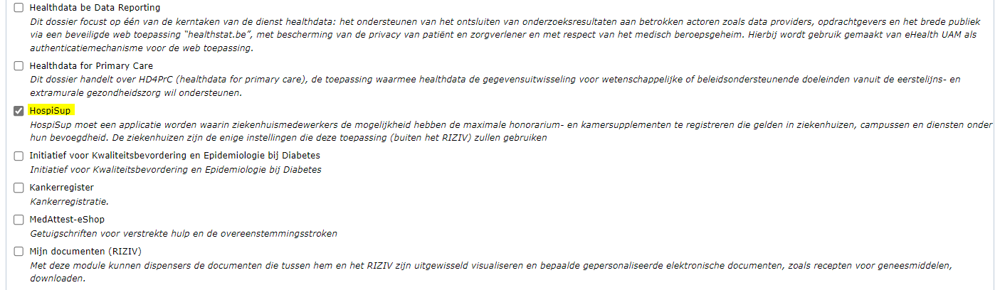 Healthdata be Data Reporting
Dit dossier focust op één van de kerntaken van de dienst healthdata: het ondersteunen van het ontsluiten van onderzoeksresultaten aan betrokken actoren zoals data providers, opdrachtgevers en het brede publiek
via een beveiligde web toepassing “healthstat.be”, met bescherming van de privacy van patiënt en zorgverlener en met respect van het medisch beroepsgeheim. Hierbij wordt gebruik gemaakt van eHealth UAM als
authenticatiemechanisme voor de web toepassing.
Healthdata for Primary Care
Dit dossier handelt over HD4PrC (healthdata for primary care), de toepassing waarmee healthdata de gegevensuitwisseling voor wetenschappelijke of beleidsondersteunende doeleinden vanuit de eerstelijns- en
extramurale gezondheidszorg wil ondersteunen.
HospiSup
HospiSup moet een applicatie worden waarin ziekenhuismedewerkers de mogelijkheid hebben de maximale honorarium- en kamersupplementen te registreren die gelden in ziekenhuizen, campussen en diensten onder
hun bevoegdheid. De ziekenhuizen zijn de enige instellingen die deze toepassing (buiten het RIZIV) zullen gebruiken
Initiatief voor Kwaliteitsbevordering en Epidemiologie bij Diabetes
Initiatief voor Kwaliteitsbevordering en Epidemiologie bij Diabetes
Kankerregister
Kankerregistratie.
MedAttest-eShop
Getuigschriften voor verstrekte hulp en de overeenstemmingsstroken
Mijn documenten (RIZIV)
Met deze module kunnen dispensers de documenten die tussen hem en het RIZIV zijn uitgewisseld visualiseren en bepaalde gepersonaliseerde elektronische documenten, zoals recepten voor geneesmiddelen,
downloaden.